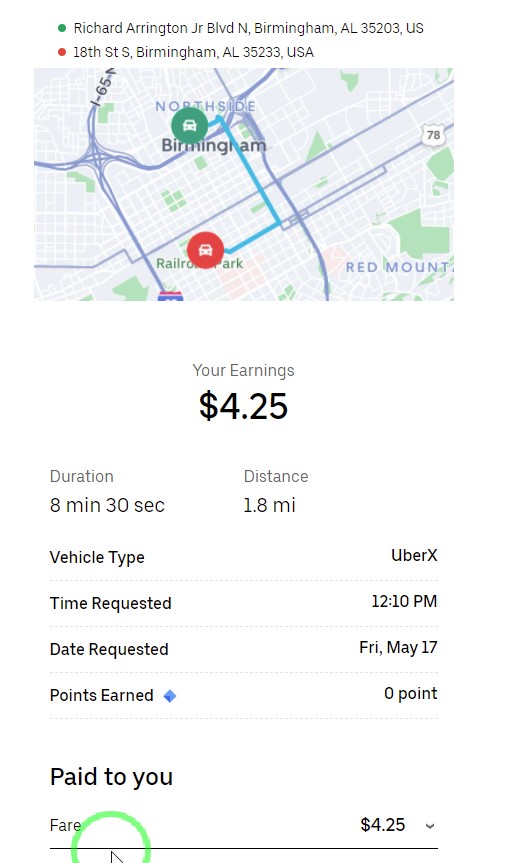 Richard Arrington Jr Blvd N, Birmingham, AL 35203, US
18th St S, Birmingham, AL 35233, USA
I-65-N
NORTHSIDE
Birmingham
78
Railroad Park
RED MOUNTA
Your Earnings
$4.25
Duration Distance
8 min 30 sec 1.8 mi
Vehicle Type UberX
Time Requested 12:10 PM
Date Requested Fri, May 17
Points Earned 0 point
Paid to you
Fare $4.25